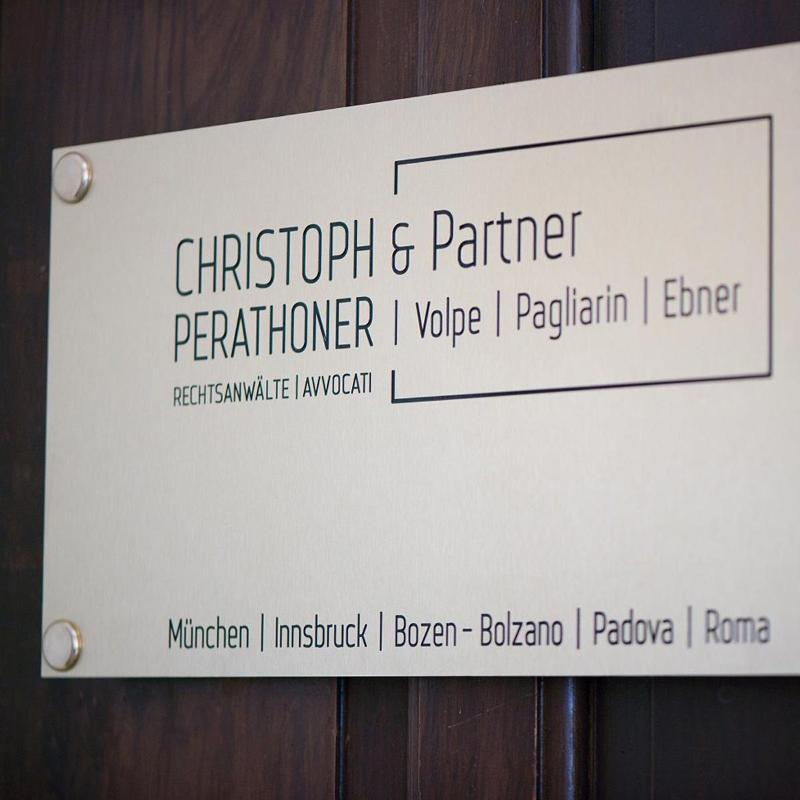 CHRISTOPH & Partner
PERATHONER | Volpe | Pagliarin | Ebner
RECHTSANWÄLTE | AVVOCATI
München | Innsbruck | Bozen - Bolzano | Padova | Roma